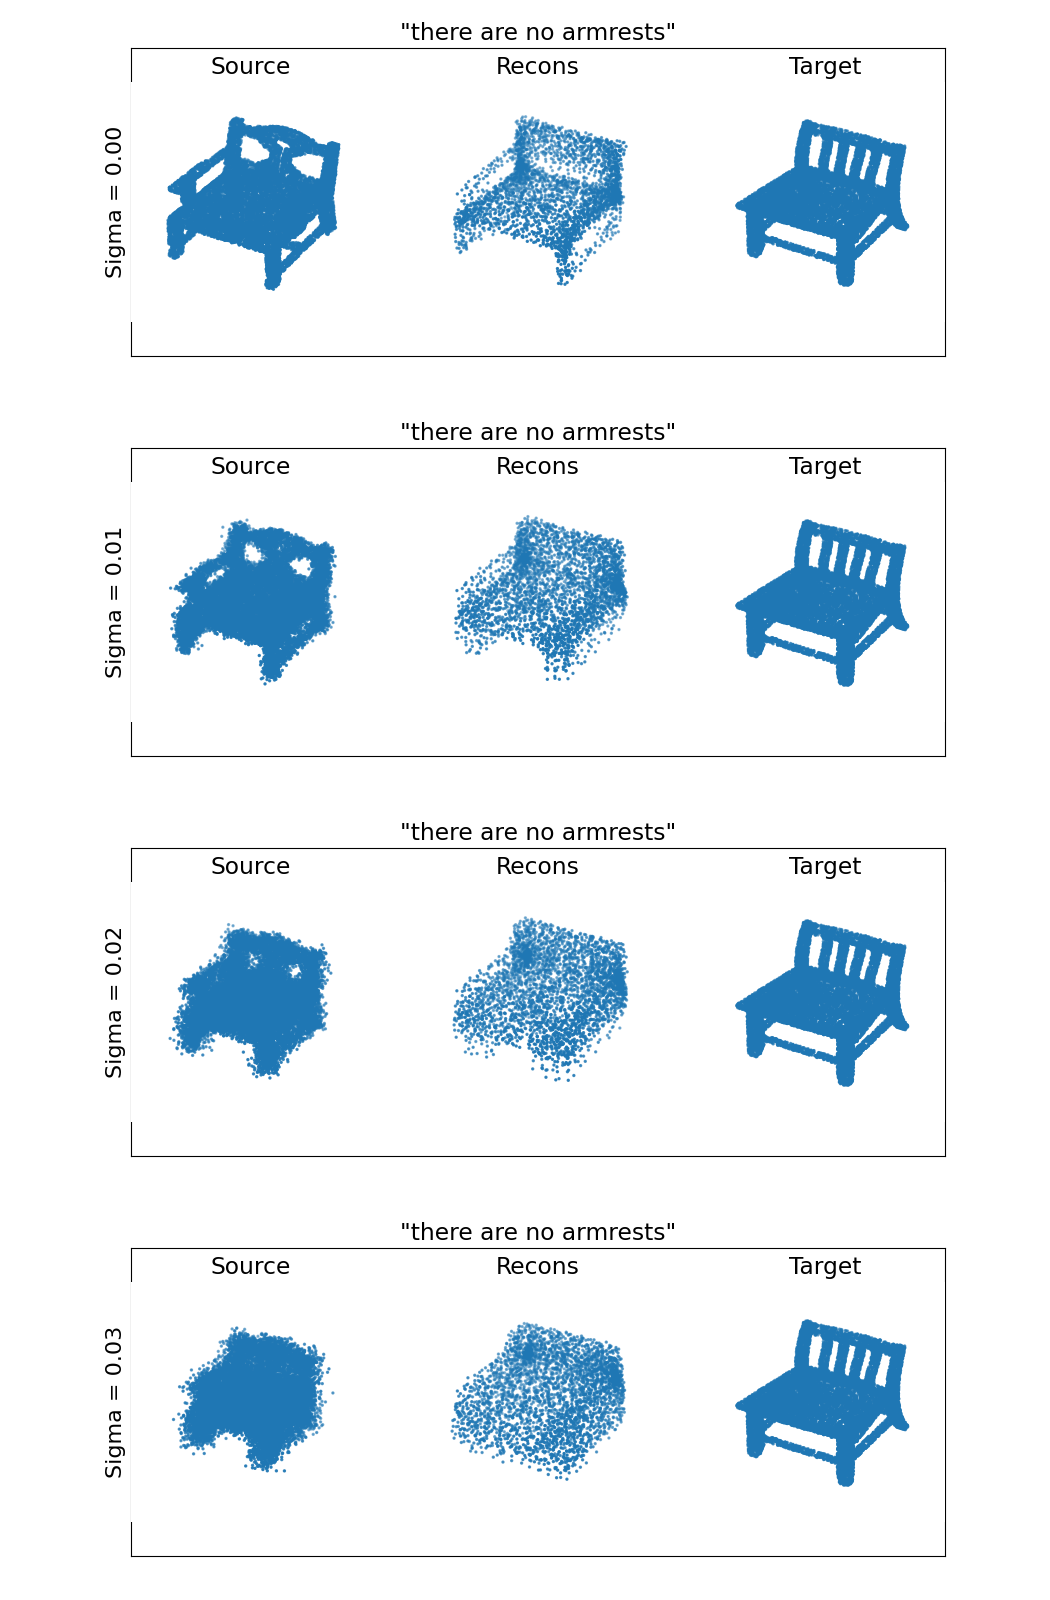 "there are no armrests"
Source Recons Target
Sigma = 0.00
"there are no armrests"
Source Recons Target
Sigma = 0.01
"there are no armrests"
Source Recons Target
Sigma = 0.02
"there are no armrests"
Source Recons Target
Sigma = 0.03